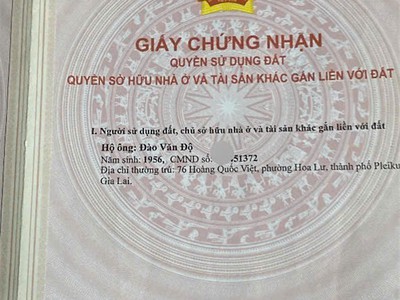 GIẤY CHỨNG NHẬN
QUYỀN SỬ DỤNG ĐẤT
QUYỀN SỞ HỮU NHÀ Ở VÀ TÀI SẢN KHÁC GẮN LIỀN VỚI ĐẤT
I. Người sử dụng đất, chủ sở hữu nhà ở và tài sản khác gắn liền với đất
Hộ ông: Đào Văn Độ
Năm sinh: 1956, CMND số. .51372
Địa chỉ thường trú: 76 Hoàng Quốc Việt, phường Hoa Lư, thành phố Pleiku
Gia Lai.